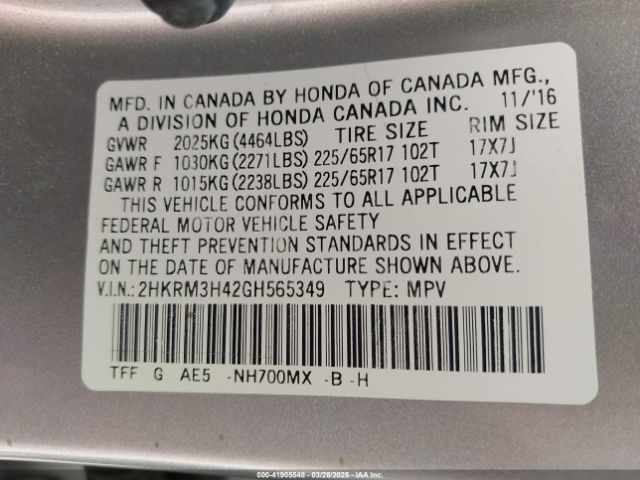 MFD. IN CANADA BY HONDA OF CANADA MFG.,
A DIVISION OF HONDA CANADA INC. 11/'16
GVWR 2025KG(4464LBS) TIRE SIZE RIM SIZE
GAWR F 1030KG(2271LBS) 225/65R17 102T 17X7J
GAWR R 1015KG(2238LBS) 225/65R17 102T 17X7J
THIS VEHICLE CONFORMS TO ALL APPLICABLE
FEDERAL MOTOR VEHICLE SAFETY
AND THEFT PREVENTION STANDARDS IN EFFECT
ON THE DATE OF MANUFACTURE SHOWN ABOVE.
V.I.N.: 2HKRM3H42GH565349 TYPE: MPV
TFF G AE5 -NH700MX -B -H
000-41905548 | 03/28/2025 | IAA Inc.